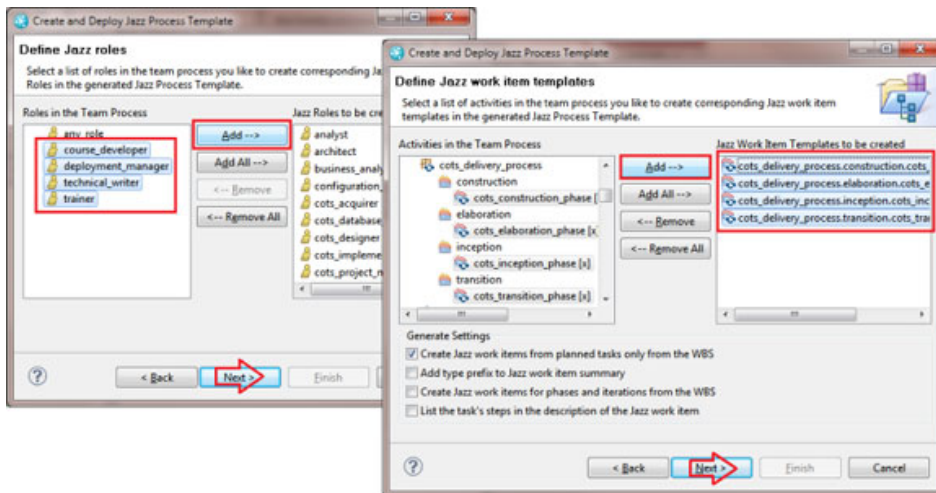 Create and Deploy Jazz Process Template
Define Jazz roles
Select a list of roles in the team process you like to create corresponding
Roles in the generated Jazz Process Template.
Roles in the Team Process
Jazz Roles to be
any_role
course_developer
deployment_manager
technical_writer
trainer
Add -->
Add All -->
<-- Remove
<-- Remove All
analyst
architect
configuration_
cots_acquirer
cots_database_
cots_designer
< Back
Next >
Finish
Create and Deploy Jazz Process Template
Define Jazz work item templates
Select a list of activities in the team process you like to create corresponding Jazz work item
templates in the generated Jazz Process Template.
Activities in the Team Process
Jazz Work Item Templates to be created
cots_delivery_process
construction
cots_construction_phase [
elaboration
cots_elaboration_phase [x]
inception
cots_inception_phase [x]
transition
cots_transition_phase [x]
Add -->
Add All -->
<-- Remove
<-- Remove All
cots_delivery_process.construction.cots_
cots_delivery_process.elaboration.cots_e
cots_delivery_process.inception.cots_inc
cots_delivery_process.transition.cots_tra
Generate Settings
Create Jazz work items from planned tasks only from the WBS
Add type prefix to Jazz work item summary
Create Jazz work items for phases and iterations from the WBS
List the task's steps in the description of the Jazz work item
< Back
Next >
Finish
Cancel